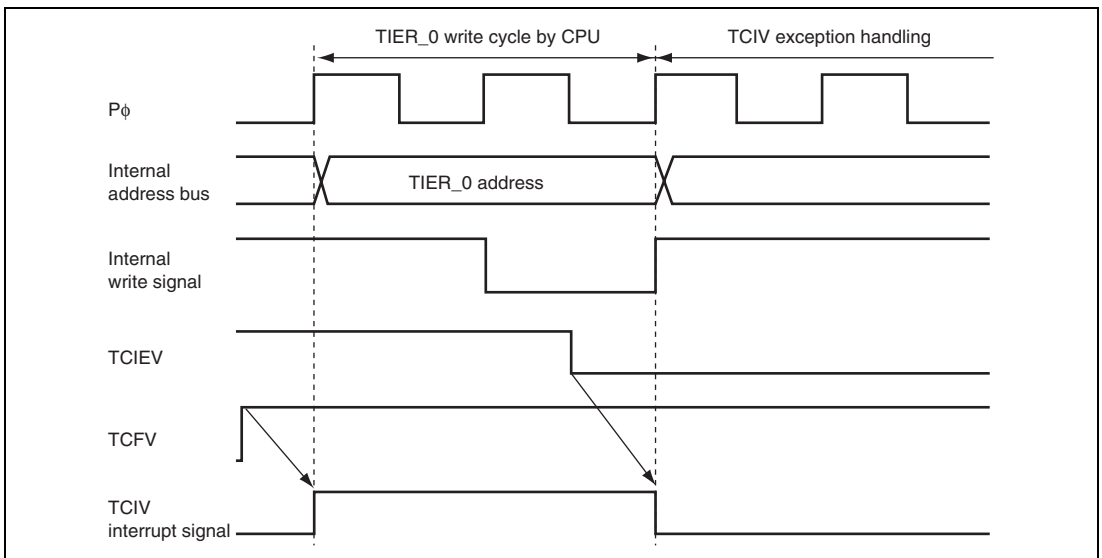 TIER_0 write cycle by CPU
TCIV exception handling
Pϕ
Internal
address bus
TIER_0 address
Internal
write signal
TCIEV
TCFV
TCIV
interrupt signal